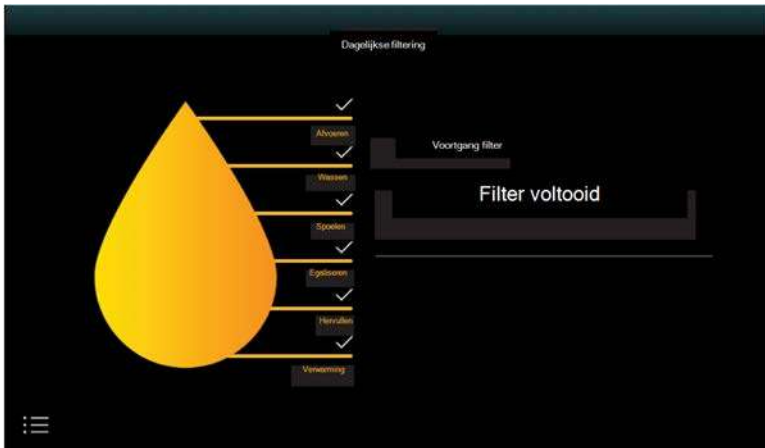 Dagelijkse filtering
Afvoeren
Wassen
Spoelen
Egaliseren
Hervullen
Verwarming
Voortgang filter
Filter voltooid